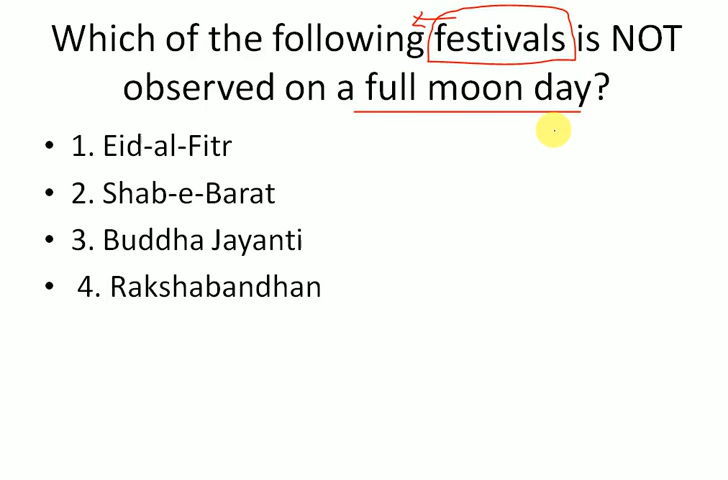 Which of the following festivals is NOT
observed on a full moon day?
• 1. Eid-al-Fitr
• 2. Shab-e-Barat
• 3. Buddha Jayanti
• 4. Rakshabandhan